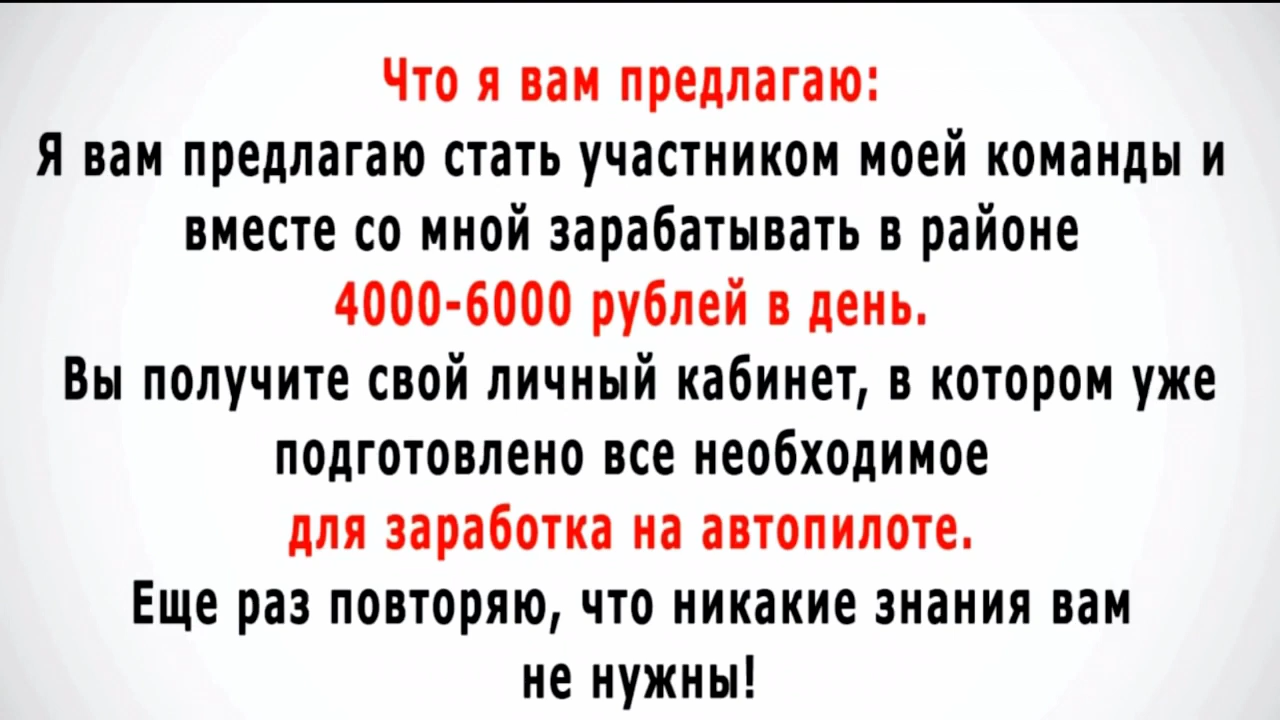 Что я вам предлагаю:
Я вам предлагаю стать участником моей команды и
вместе со мной зарабатывать в районе
4000-6000 рублей в день.
Вы получите свой личный кабинет, в котором уже
подготовлено все необходимое
для заработка на автопилоте.
Еще раз повторяю, что никакие знания вам
не нужны!